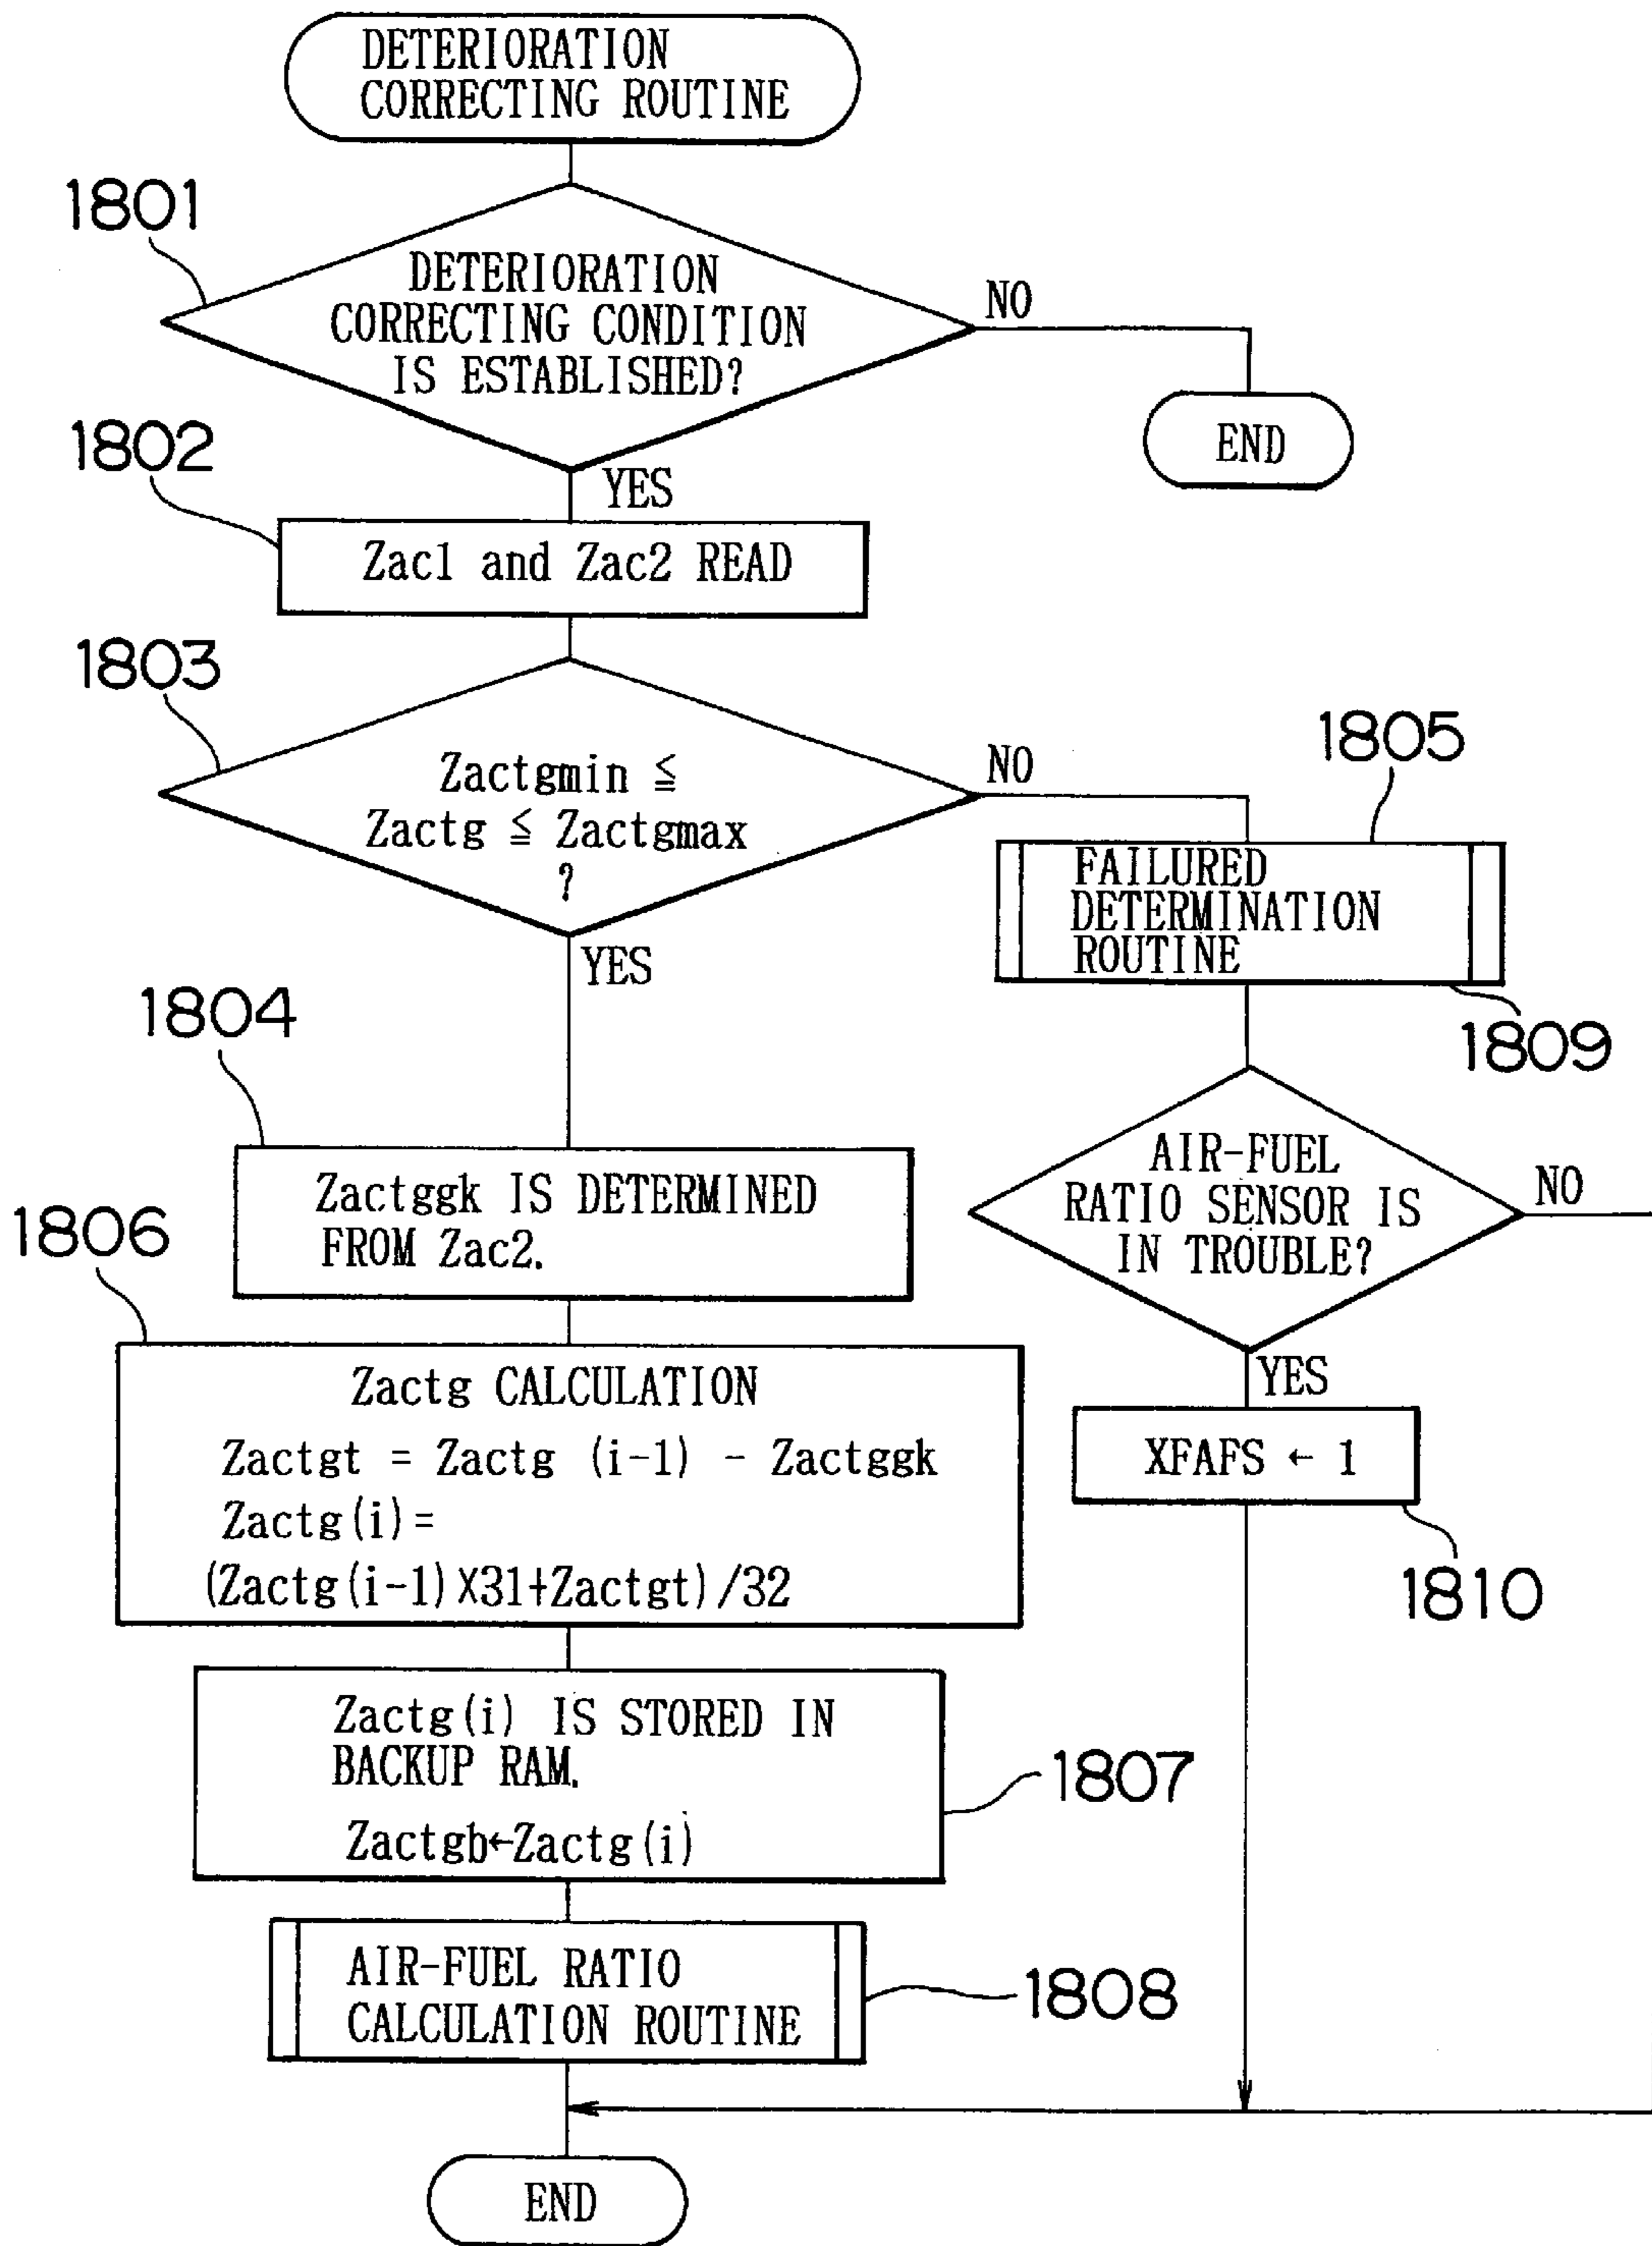 DETERIORATION
CORRECTING ROUTINE
1801
DETERIORATION
CORRECTING CONDITION
IS ESTABLISHED?
NO
END
1802
YES
Zac1 and Zac2 READ
1803
Zactgmin ≦
Zactg ≦ Zactgmax
?
NO
1805
YES
FAILURED
DETERMINATION
ROUTINE
1809
1804
AIR-FUEL
RATIO SENSOR IS
IN TROUBLE?
NO
Zactggk IS DETERMINED
FROM Zac2.
1806
YES
Zactg CALCULATION
Zactgt = Zactg (i-1) - Zactggk
Zactg(i)=
(Zactg(i-1)X31+Zactgt)/32
XFAFS ← 1
1810
Zactg(i) IS STORED IN
BACKUP RAM.
Zactgb←Zactg(i)
1807
AIR-FUEL RATIO
CALCULATION ROUTINE
1808
END